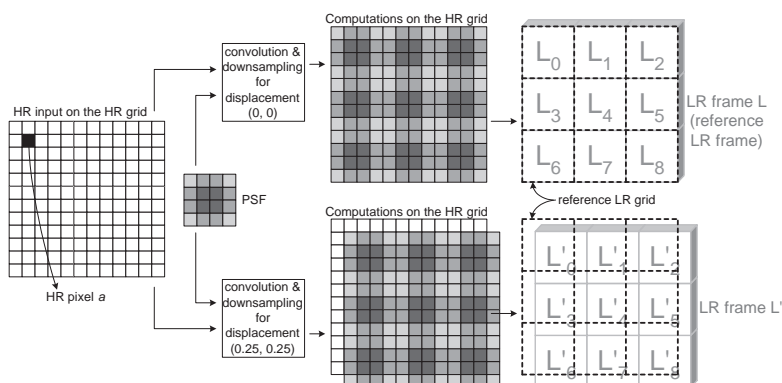 Computations on the HR grid
convolution &
downsampling
for
displacement
(0, 0)
L0 L1 L2
L3 L4 L5
L6 L7 L8
LR frame L
(reference
LR frame)
HR input on the HR grid
PSF
reference LR grid
Computations on the HR grid
HR pixel a
convolution &
downsampling
for
displacement
(0.25, 0.25)
L'0 L'1 L'2
L'3 L'4 L'5
L'6 L'7 L'8
LR frame L'